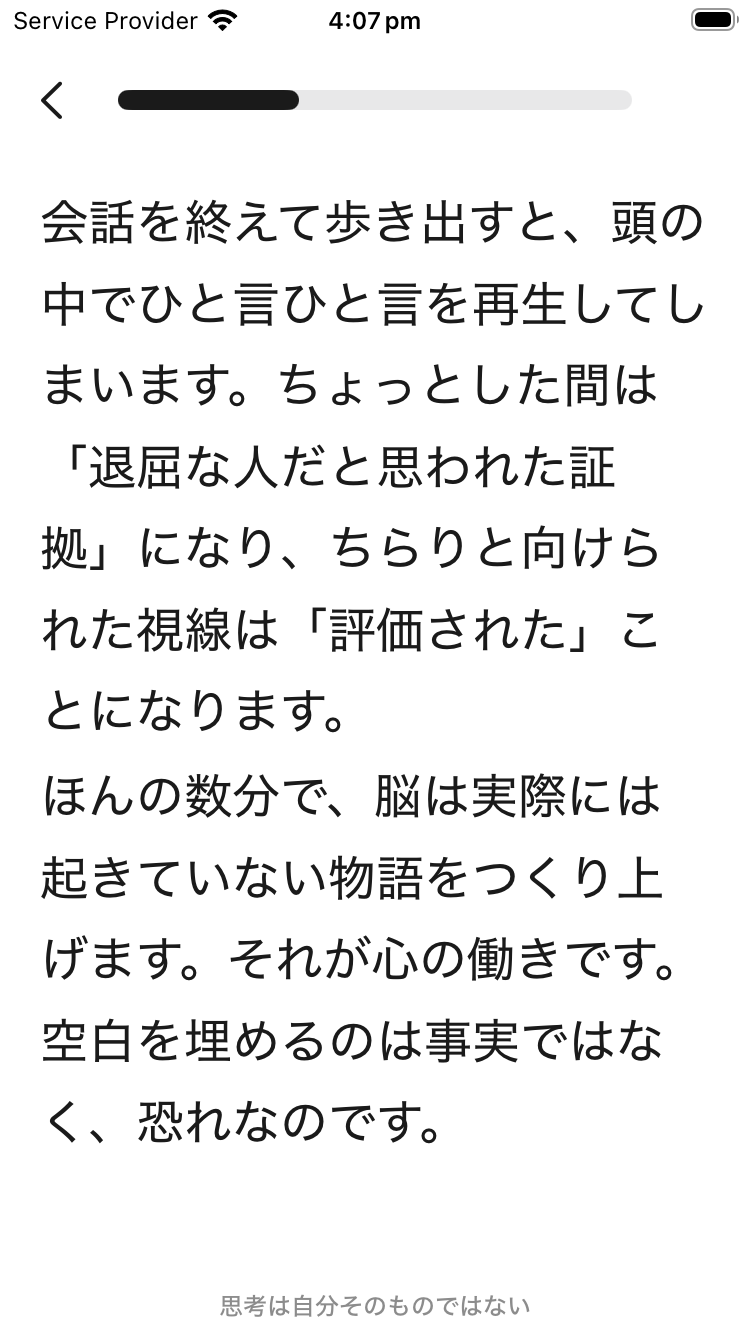 Service Provider 4:07 pm
会話を終えて歩き出すと、頭の
中でひと言ひと言を再生してし
まいます。ちょっとした間は
「退屈な人だと思われた証
拠」になり、ちらりと向けら
れた視線は「評価された」こ
とになります。
ほんの数分で、脳は実際には
起きていない物語をつくり上
げます。それが心の働きです。
空白を埋めるのは事実ではな
く、恐れなのです。
思考は自分そのものではない